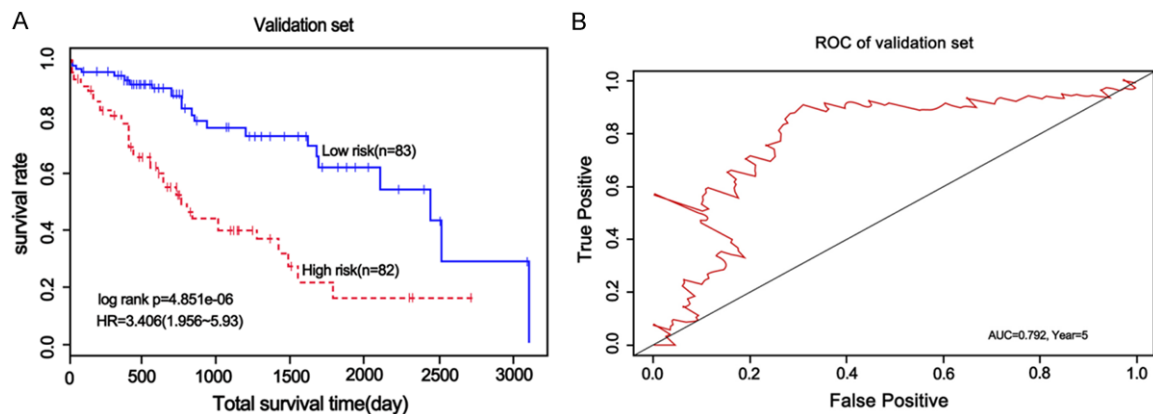 A
Validation set
survival rate
1.0
0.8
0.6
0.4
0.2
0.0
Low risk(n=83)
High risk(n=82)
log rank p=4.851e-06
HR=3.406(1.956~5.93)
0 500 1000 1500 2000 2500 3000
Total survival time(day)
B
ROC of validation set
True Positive
1.0
0.8
0.6
0.4
0.2
0.0
AUC=0.792, Year=5
0.0 0.2 0.4 0.6 0.8 1.0
False Positive